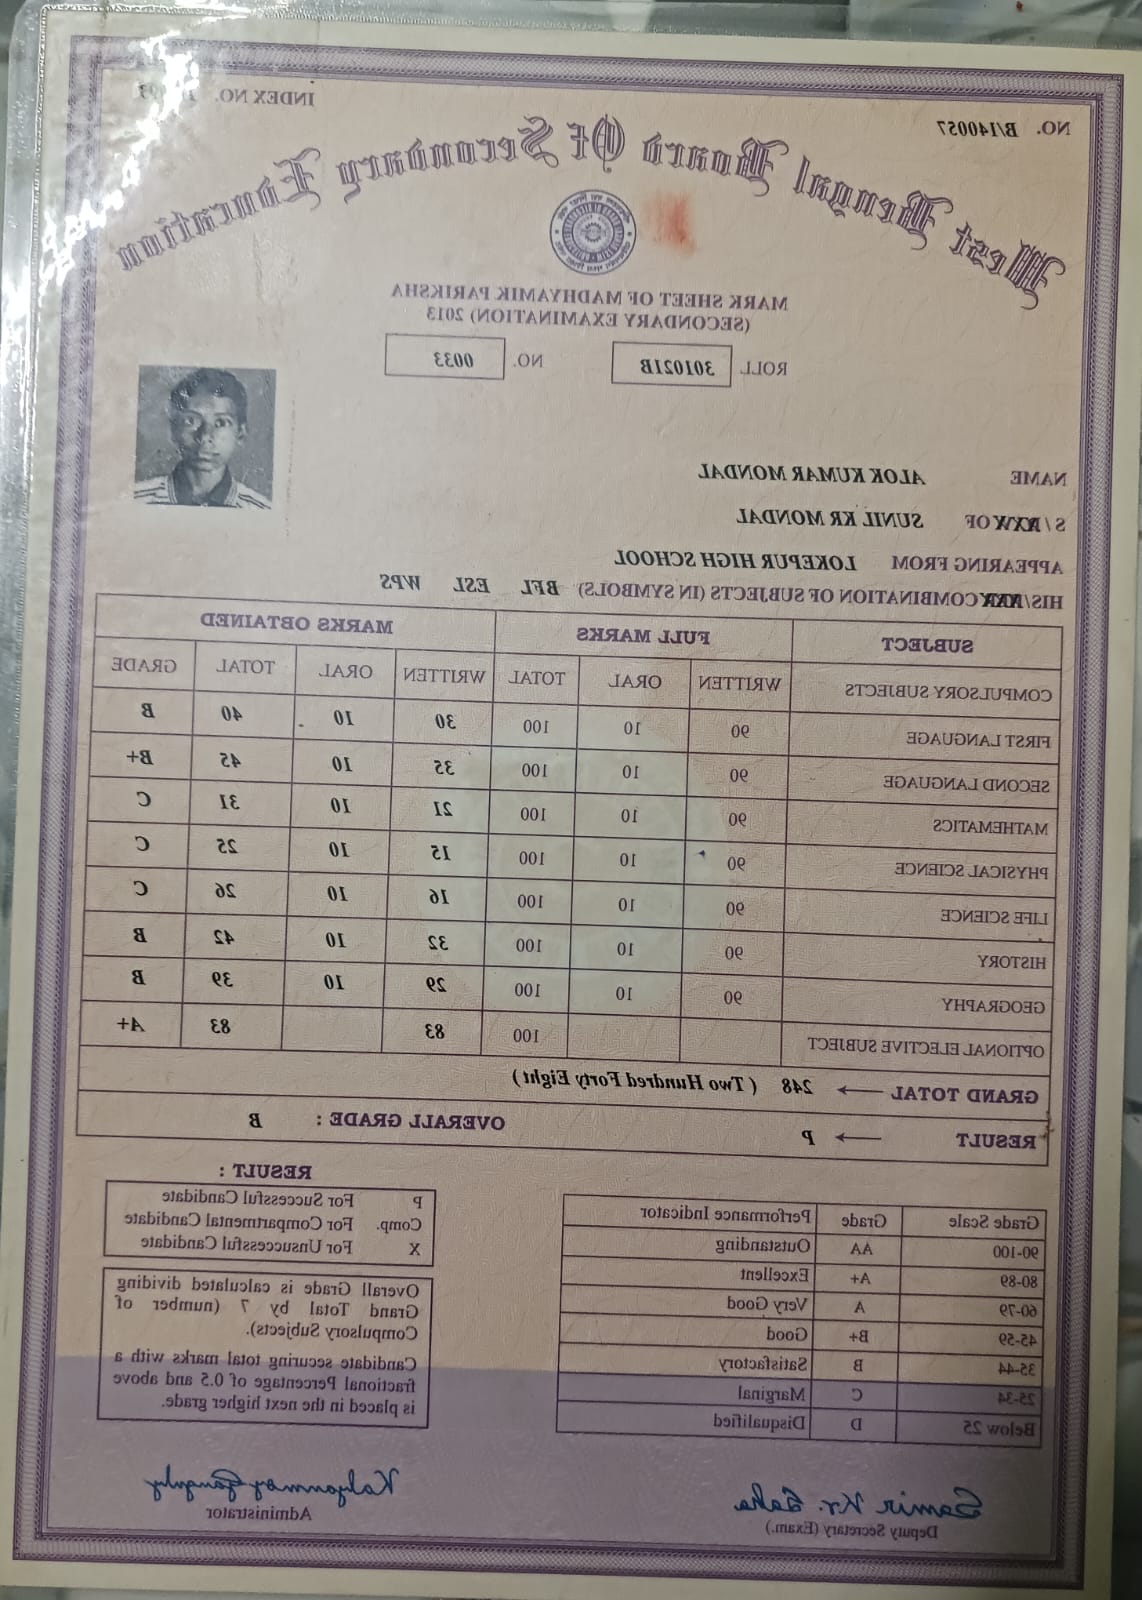 NO. B/140057
INDEX NO.
West Bengal Board Of Secondary Education
MARK SHEET OF MADHYAMIK PARIKSHA
(SECONDARY EXAMINATION) 2013
ROLL. 301021B NO. 0033
NAME ALOK KUMAR MONDAL
S / OF SUNIL KR MONDAL
APPEARING FROM LOKEPUR HIGH SCHOOL
HIS/ COMBINATION OF SUBJECTS (IN SYMBOLS) BFL ESL WPS
SUBJECT FULL MARKS MARKS OBTAINED
COMPULSORY SUBJECTS WRITTEN ORAL TOTAL WRITTEN ORAL TOTAL GRADE
FIRST LANGUAGE 90 10 100 30 10 40 B
SECOND LANGUAGE 90 10 100 35 10 45 B+
MATHEMATICS 90 10 100 21 10 31 C
PHYSICAL SCIENCE 90 10 100 15 10 25 C
LIFE SCIENCE 90 10 100 16 10 26 C
HISTORY 90 10 100 32 10 42 B
GEOGRAPHY 90 10 100 29 10 39 B
OPTIONAL ELECTIVE SUBJECT 100 83 83 A+
GRAND TOTAL → 248 ( Two Hundred Forty Eight)
RESULT → P OVERALL GRADE : B
Grade Scale Grade Performance Indicator
90-100 AA Outstanding
80-89 A+ Excellent
60-79 A Very Good
45-59 B+ Good
35-44 B Satisfactory
25-34 C Marginal
Below 25 D Disqualified
RESULT :
P For Successful Candidate
Comp. For Compartmental Candidate
X For Unsuccessful Candidate
Overall Grade is calculated dividing
Grand Total by 7 (number of
Compulsory Subjects).
Candidate securing total marks with a
fractional Percentage of 0.5 and above
is placed in the next higher grade.
Samir Kr. Saha
Deputy Secretary (Exam.)
Kalyanmoy Ganguly
Administrator